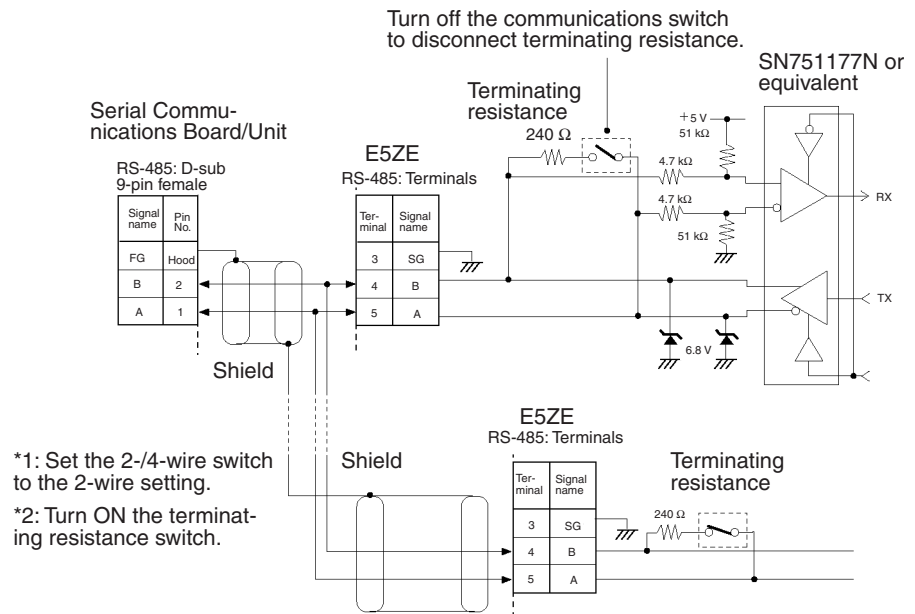 Turn off the communications switch
to disconnect terminating resistance.
SN751177N or
equivalent
Terminating
resistance
240 Ω
+5 V
51 kΩ
4.7 kΩ
4.7 kΩ
51 kΩ
RX
TX
6.8 V
Serial Commu-
nications Board/Unit
RS-485: D-sub
9-pin female
Signal name Pin No.
FG Hood
B 2
A 1
Shield
E5ZE
RS-485: Terminals
Ter-minal Signal name
3 SG
4 B
5 A
*1: Set the 2-/4-wire switch
to the 2-wire setting.
*2: Turn ON the terminat-
ing resistance switch.
Shield
E5ZE
RS-485: Terminals
Ter-minal Signal name
3 SG
4 B
5 A
Terminating
resistance
240 Ω